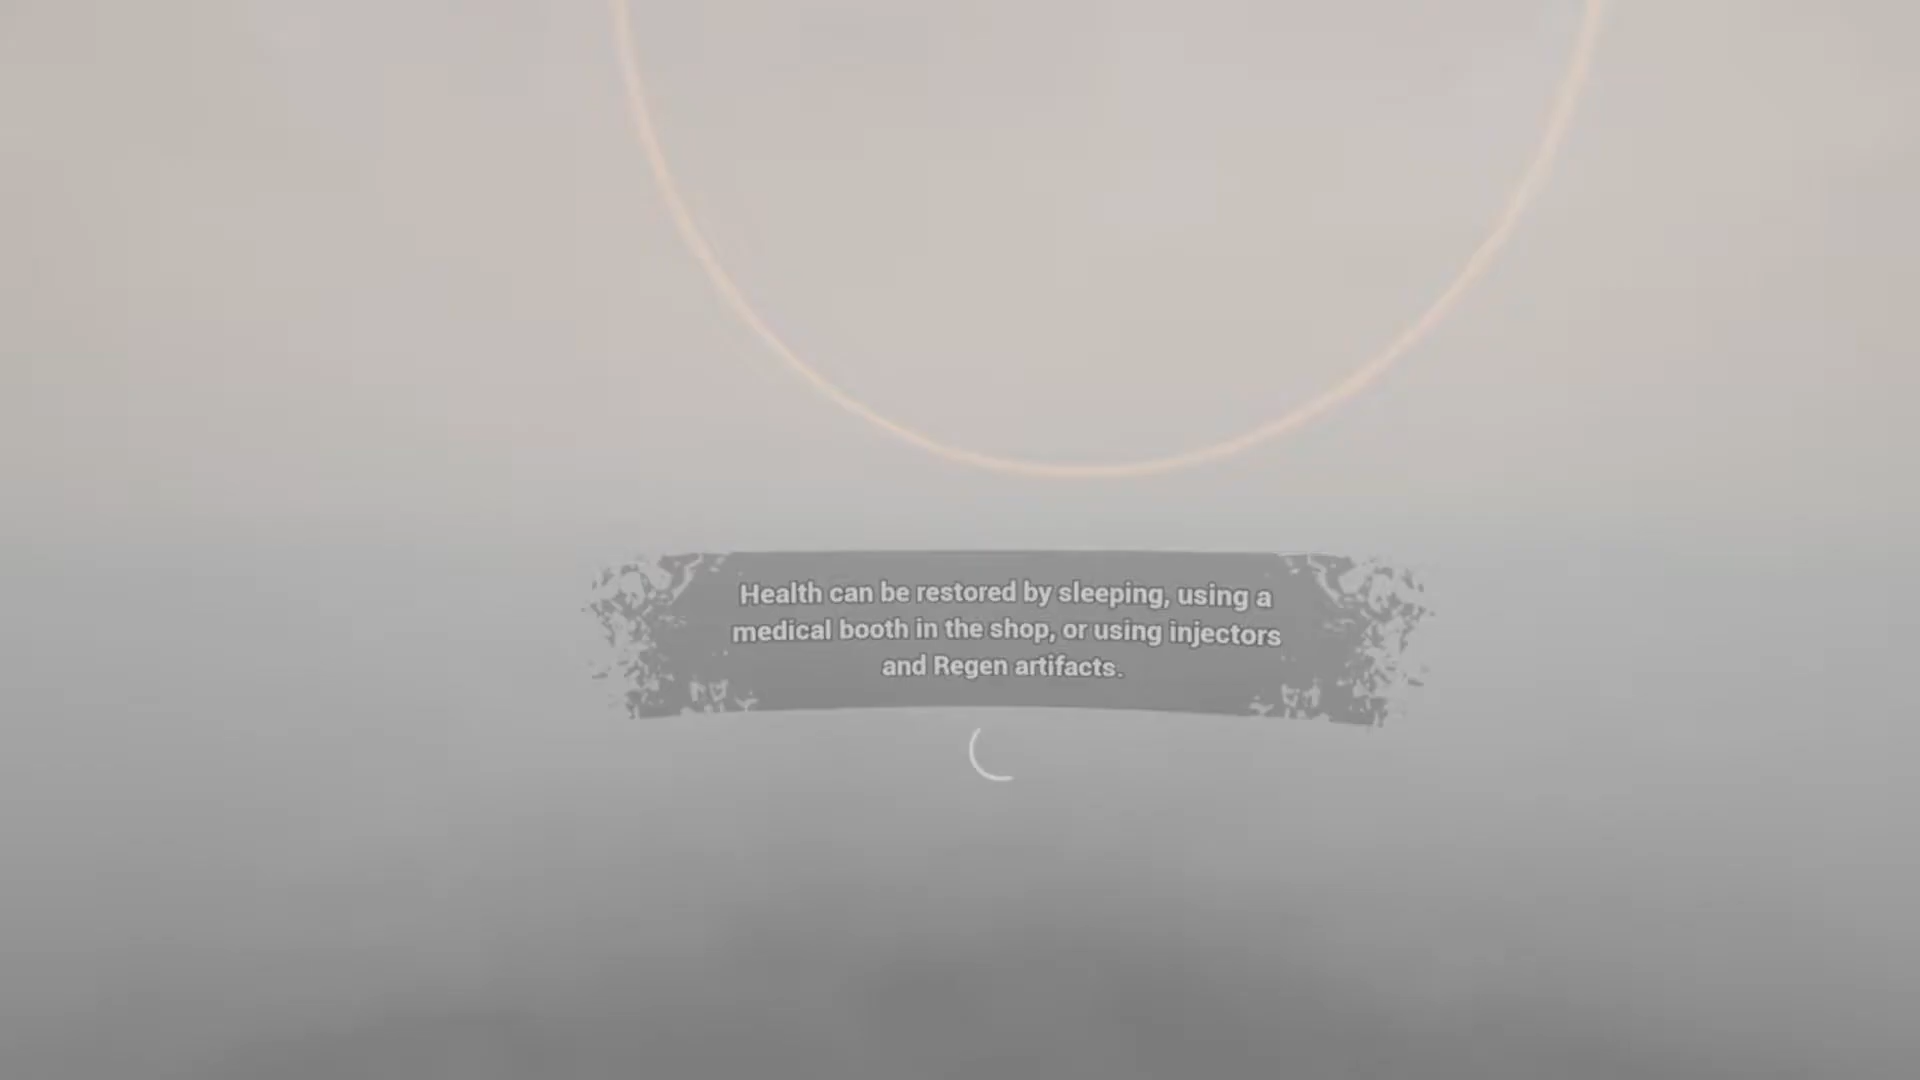 Health can be restored by sleeping, using a
medical booth in the shop, or using injectors
and Regen artifacts.